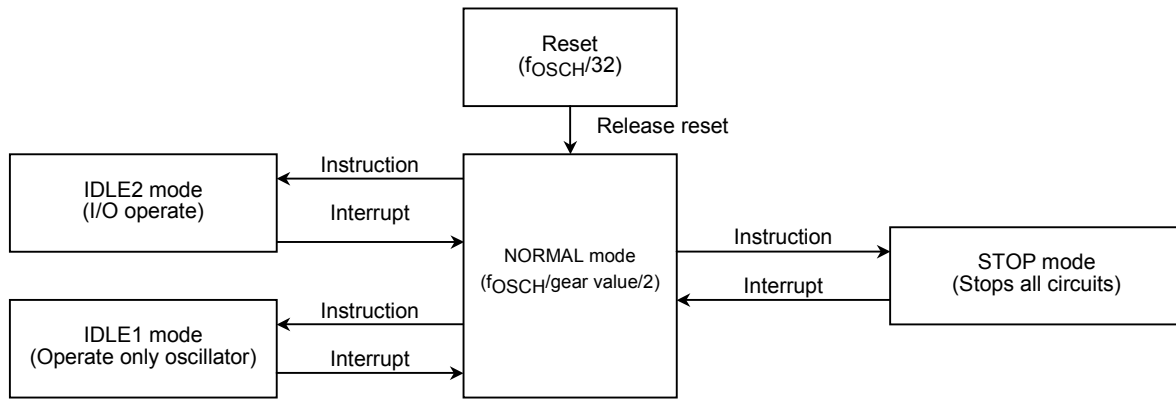 Reset
(fOSCH/32)
Release reset
IDLE2 mode
(I/O operate)
Instruction
Interrupt
NORMAL mode
(fOSCH/gear value/2)
Instruction
Interrupt
STOP mode
(Stops all circuits)
IDLE1 mode
(Operate only oscillator)
Instruction
Interrupt